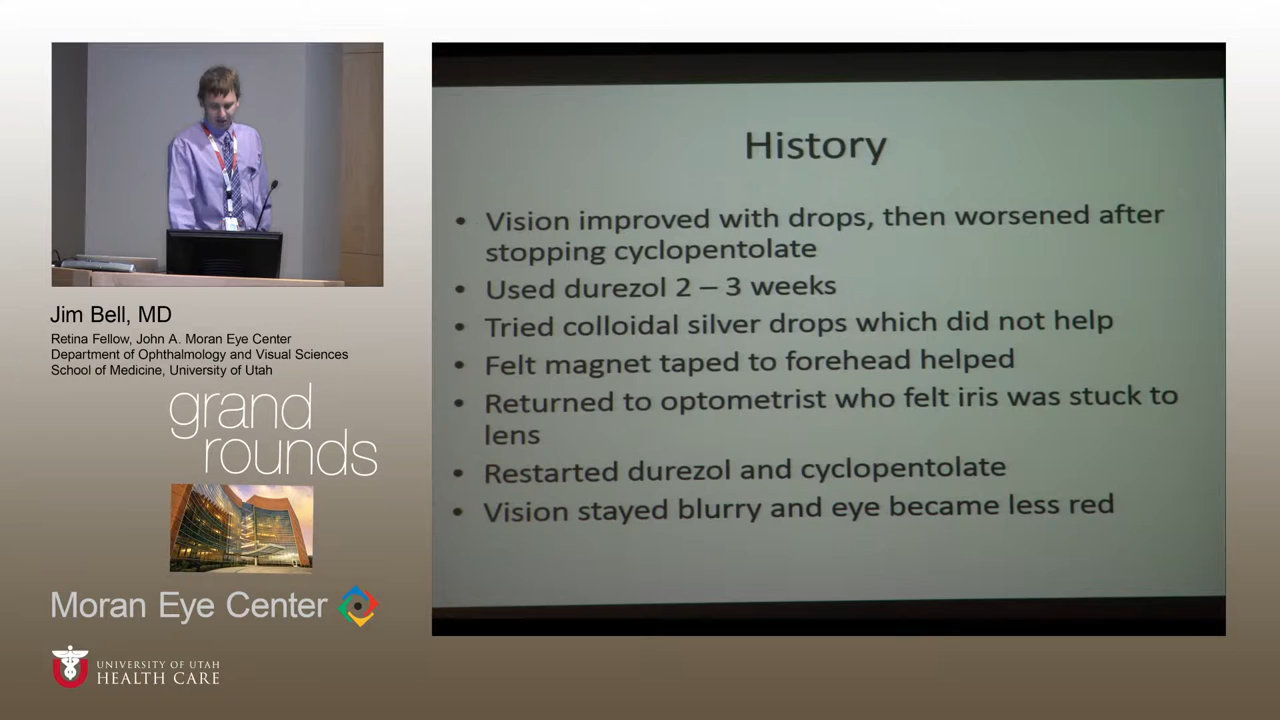 Jim Bell, MD
Retina Fellow, John A. Moran Eye Center
Department of Ophthalmology and Visual Sciences
School of Medicine, University of Utah
grand
rounds
Moran Eye Center
UNIVERSITY OF UTAH
HEALTH CARE
History
• Vision improved with drops, then worsened after
stopping cyclopentolate
• Used durezol 2 – 3 weeks
• Tried colloidal silver drops which did not help
• Felt magnet taped to forehead helped
• Returned to optometrist who felt iris was stuck to
lens
• Restarted durezol and cyclopentolate
• Vision stayed blurry and eye became less red